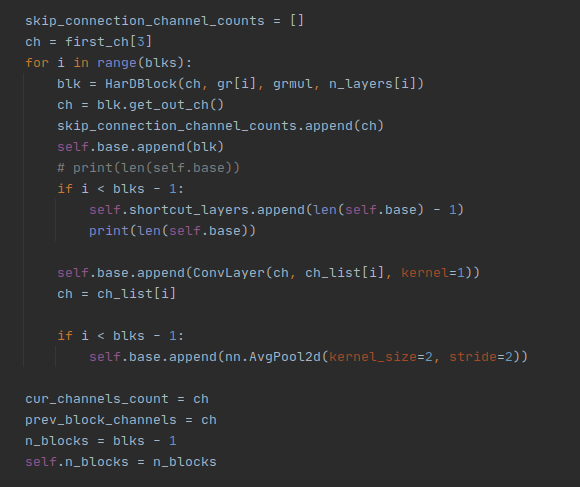 skip_connection_channel_counts = []
ch = first_ch[3]
for i in range(blks):
    blk = HarDBlock(ch, gr[i], grmul, n_layers[i])
    ch = blk.get_out_ch()
    skip_connection_channel_counts.append(ch)
    self.base.append(blk)
    # print(len(self.base))
    if i < blks - 1:
        self.shortcut_layers.append(len(self.base) - 1)
        print(len(self.base))

    self.base.append(ConvLayer(ch, ch_list[i], kernel=1))
    ch = ch_list[i]

    if i < blks - 1:
        self.base.append(nn.AvgPool2d(kernel_size=2, stride=2))

cur_channels_count = ch
prev_block_channels = ch
n_blocks = blks - 1
self.n_blocks = n_blocks